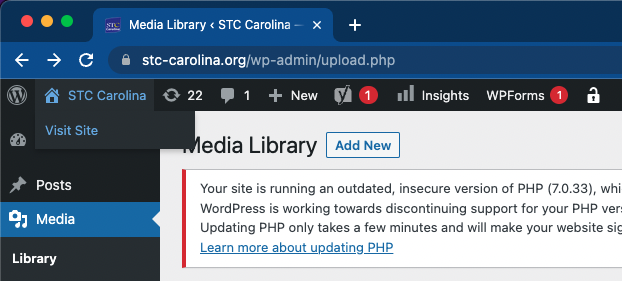 STC
Media Library ‹ STC Carolina —
stc-carolina.org/wp-admin/upload.php
STC Carolina 22 1 New 1 Insights WPForms 1
Visit Site
Media Library Add New
Posts
Media
Library
Your site is running an outdated, insecure version of PHP (7.0.33), whi
WordPress is working towards discontinuing support for your PHP vers
Updating PHP only takes a few minutes and will make your website sig
Learn more about updating PHP